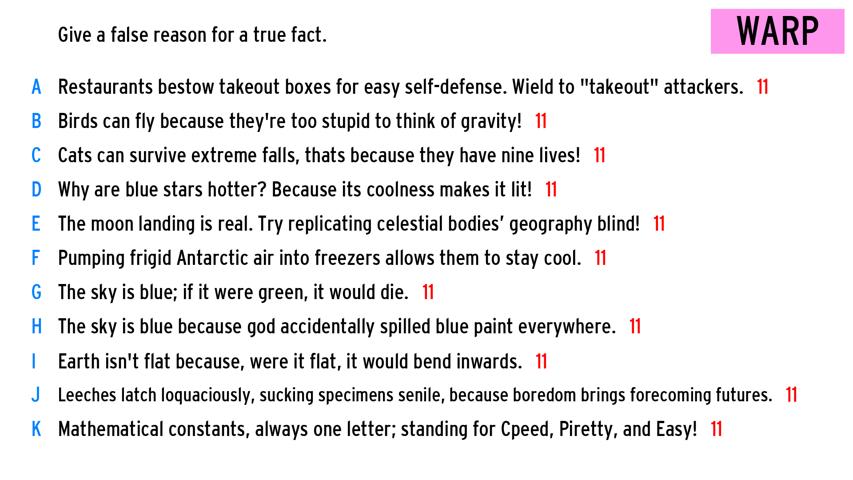 Give a false reason for a true fact.
WARP
A Restaurants bestow takeout boxes for easy self-defense. Wield to "takeout" attackers. 11
B Birds can fly because they're too stupid to think of gravity! 11
C Cats can survive extreme falls, thats because they have nine lives! 11
D Why are blue stars hotter? Because its coolness makes it lit! 11
E The moon landing is real. Try replicating celestial bodies’ geography blind! 11
F Pumping frigid Antarctic air into freezers allows them to stay cool. 11
G The sky is blue; if it were green, it would die. 11
H The sky is blue because god accidentally spilled blue paint everywhere. 11
I Earth isn't flat because, were it flat, it would bend inwards. 11
J Leeches latch loquaciously, sucking specimens senile, because boredom brings forecoming futures. 11
K Mathematical constants, always one letter; standing for Cpeed, Piretty, and Easy! 11